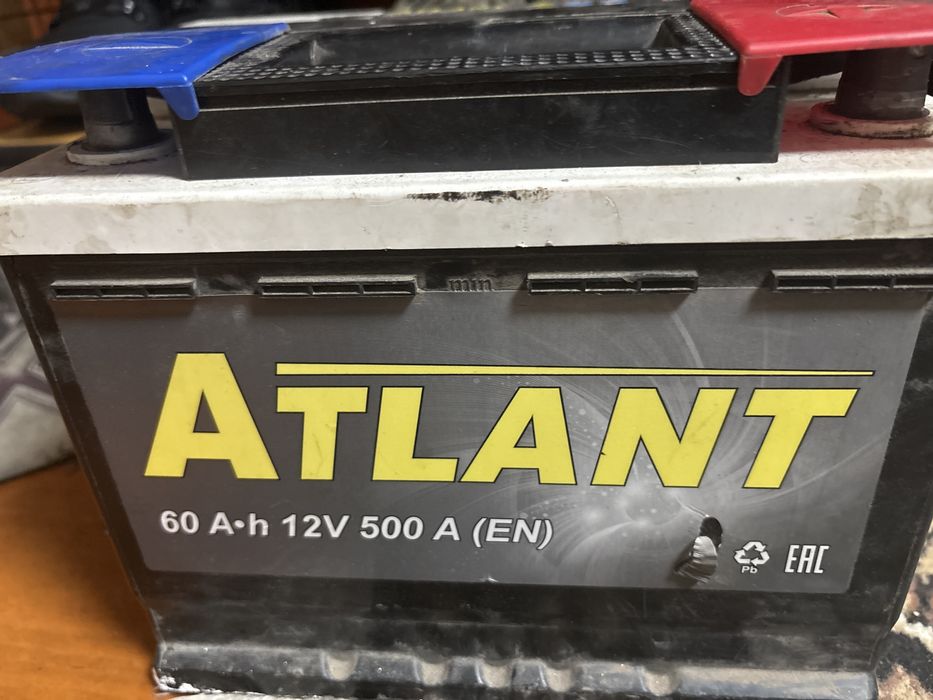 min
ATLANT
60 A•h 12V 500 A (EN)
Pb
EAC